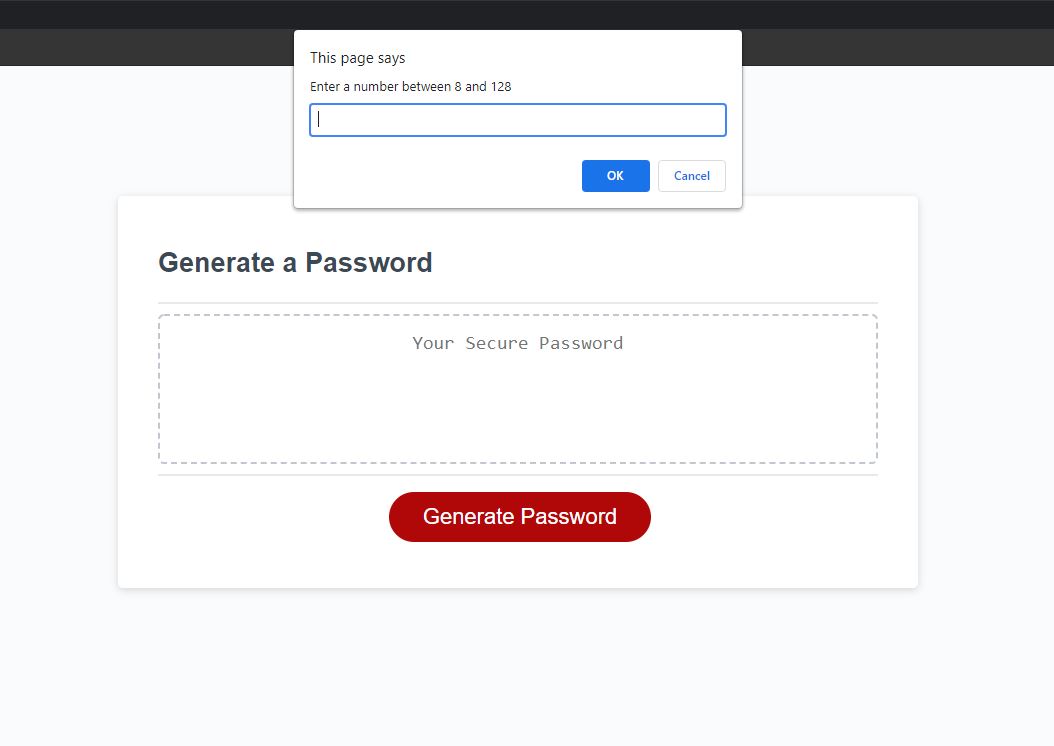 This page says
Enter a number between 8 and 128
OK
Cancel
Generate a Password
Your Secure Password
Generate Password